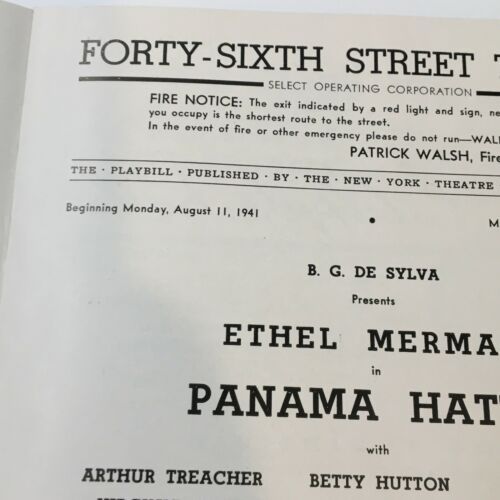 FORTY-SIXTH STREET T
SELECT OPERATING CORPORATION
FIRE NOTICE: The exit indicated by a red light and sign, ne
you occupy is the shortest route to the street.
In the event of fire or other emergency please do not run—WAL
PATRICK WALSH, Fire
THE · PLAYBILL · PUBLISHED · BY · THE · NEW · YORK · THEATRE
Beginning Monday, August 11, 1941 • M
B. G. DE SYLVA
Presents
ETHEL MERMA
in
PANAMA HAT
with
ARTHUR TREACHER BETTY HUTTON